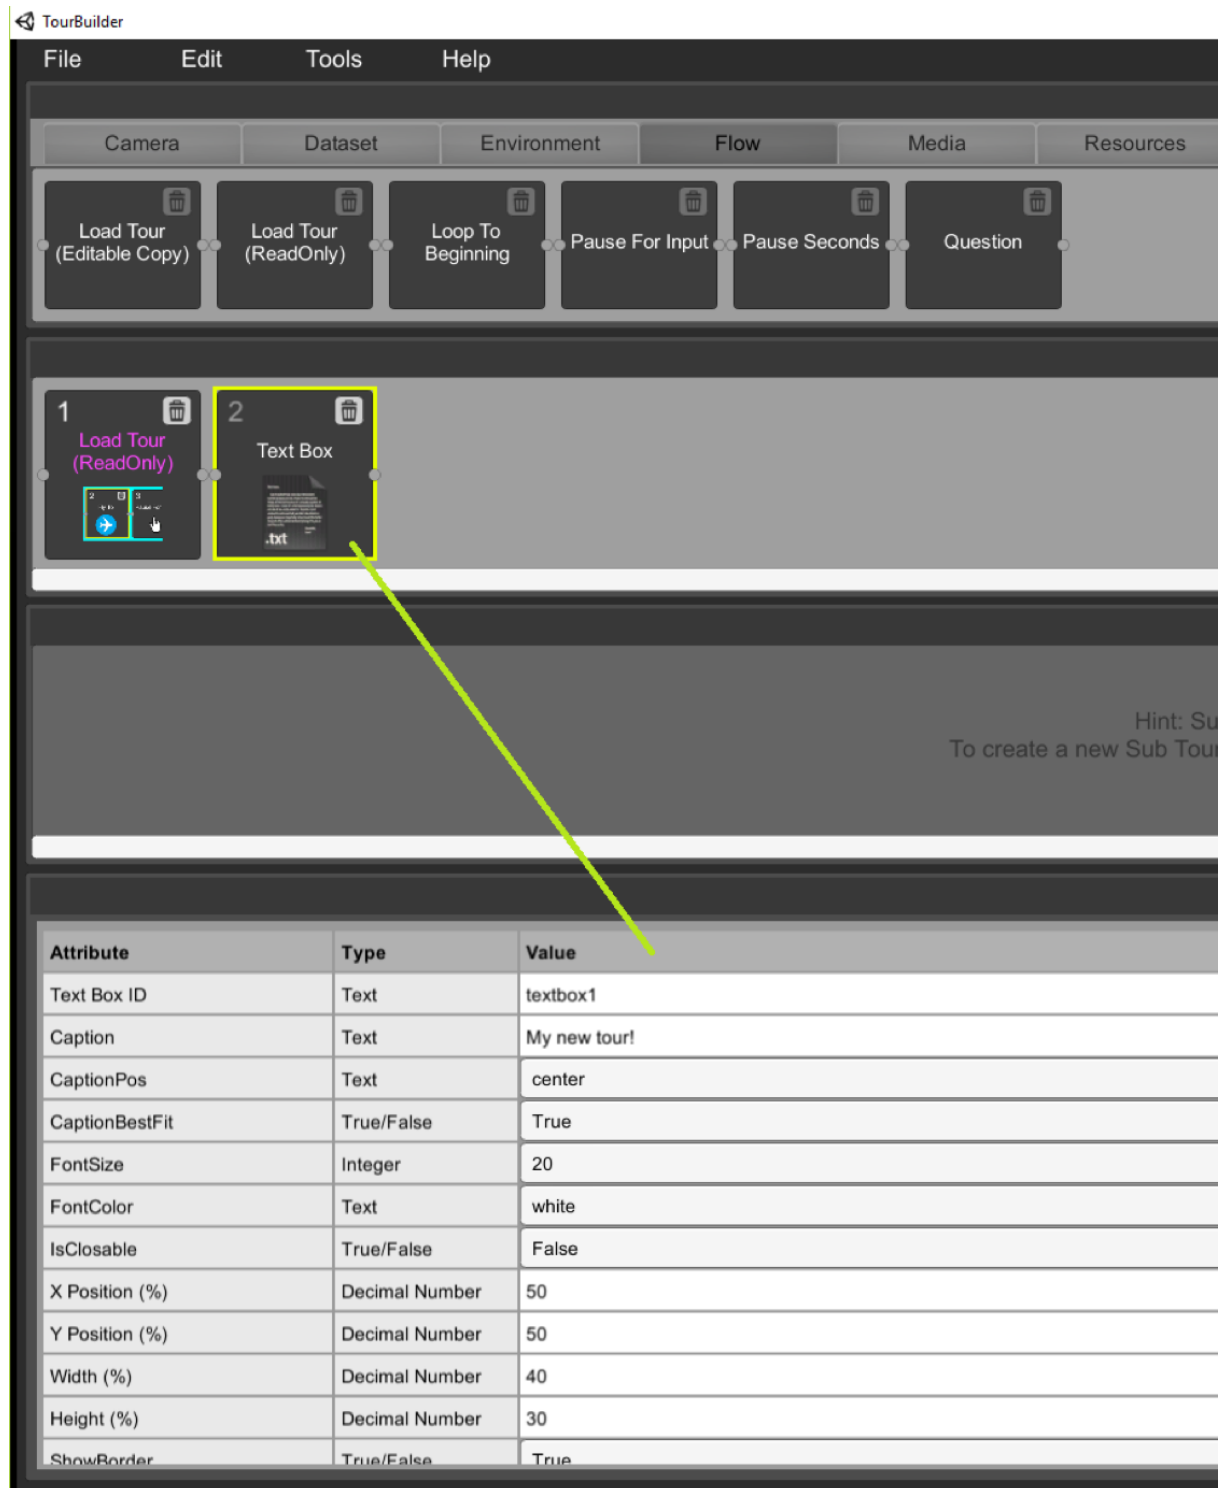 TourBuilder
File Edit Tools Help
Camera Dataset Environment Flow Media Resources
Load Tour
(Editable Copy)
Load Tour
(ReadOnly)
Loop To
Beginning
Pause For Input
Pause Seconds
Question
1
Load Tour
(ReadOnly)
2 3
2
Text Box
.txt
Hint: Su
To create a new Sub Tour
Attribute Type Value
Text Box ID Text textbox1
Caption Text My new tour!
CaptionPos Text center
CaptionBestFit True/False True
FontSize Integer 20
FontColor Text white
IsClosable True/False False
X Position (%) Decimal Number 50
Y Position (%) Decimal Number 50
Width (%) Decimal Number 40
Height (%) Decimal Number 30
ShowBorder True/False True